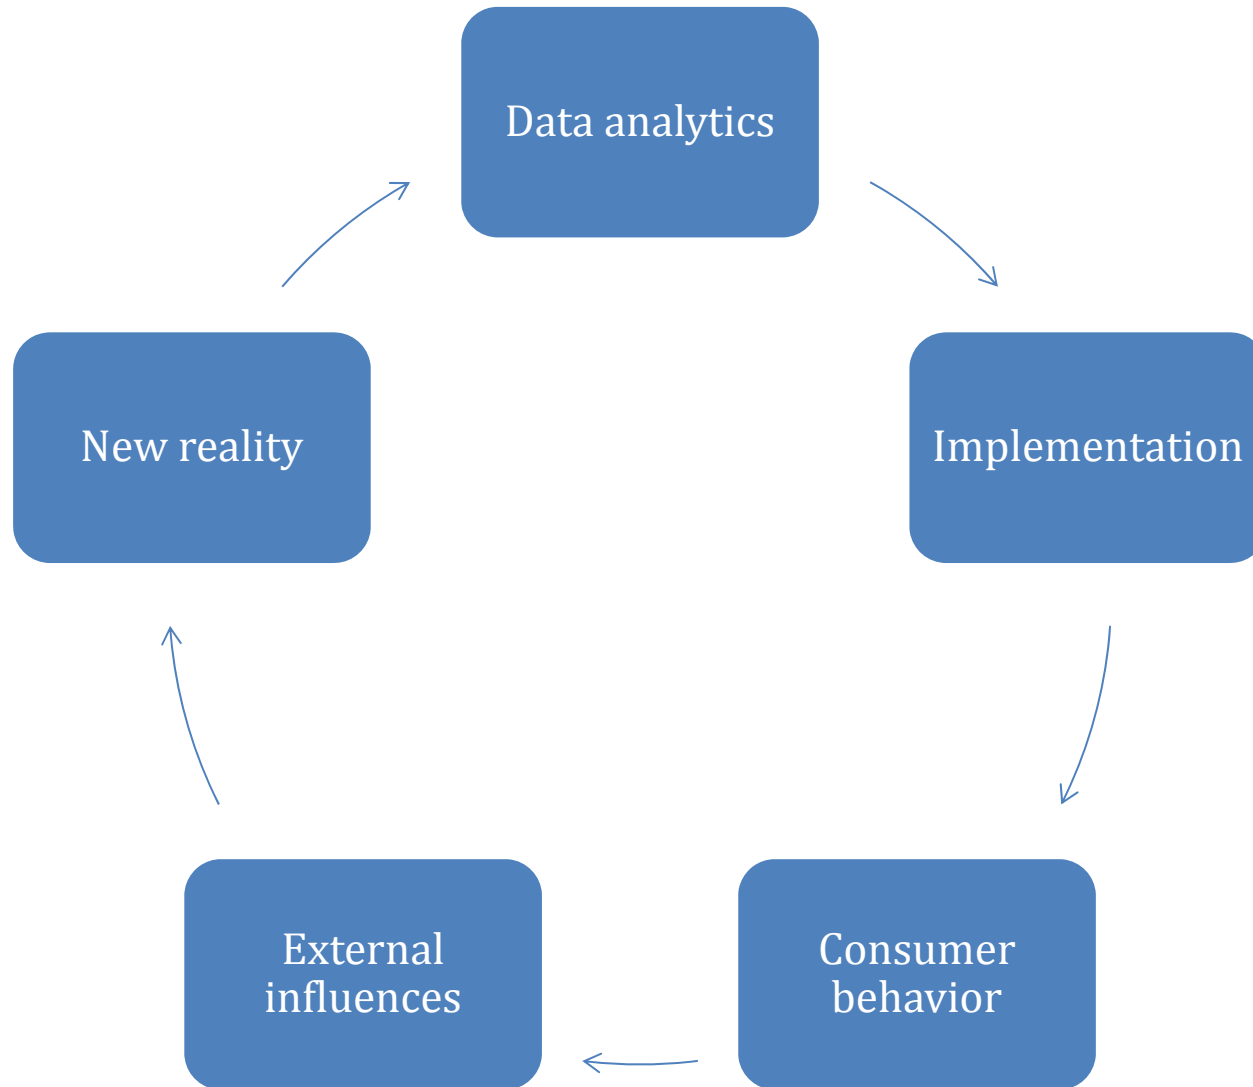 Data analytics
Implementation
Consumer
behavior
External
influences
New reality